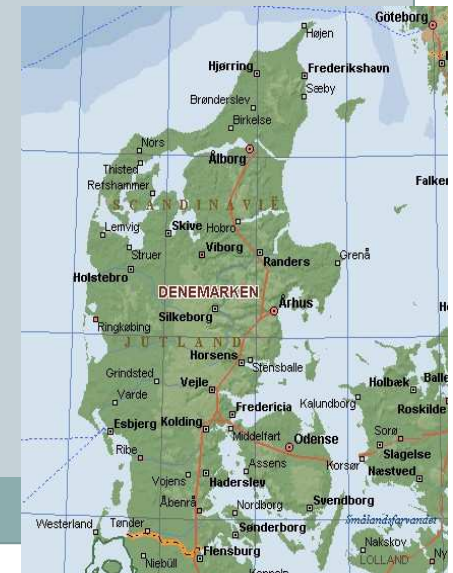 Göteborg
Højen
Hjørring
Frederikshavn
Sæby
Brønderslev
Birkelse
Nors
Ålborg
Thisted
Refshammer
SCANDINAVIË
Lemvig
Skive
Hobro
Struer
Viborg
Randers
Grenå
Holstebro
DENEMARKEN
Århus
Silkeborg
Ringkøbing
JUTLAND
Horsens
Stensballe
Grindsted
Vejle
Holbæk
Varde
Fredericia
Kalundborg
Roskilde
Esbjerg
Kolding
Middelfart
Odense
Sorø
Slagelse
Ribe
Assens
Korsør
Næstved
Vojens
Haderslev
Svendborg
Åbenrå
Nordborg
Smålandsfarvandet
Westerland
Tønder
Sønderborg
Nakskov
Niebüll
Flensburg
LOLLAND